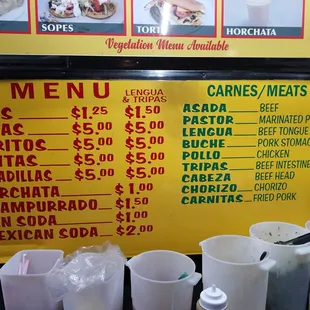 SOPES
HORCHATA
Vegetation Menu Available
MENU
LENGUA
& TRIPAS
CARNES/MEATS
S $1.25 $1.50
AS $5.00 $5.00
RITOS $5.00 $5.00
ITAS $5.00 $5.00
ADILLAS $5.00 $5.00
RCHATA $1.00
AMPURRADO $1.50
AN SODA $1.00
EXICAN SODA $2.00
ASADA BEEF
PASTOR MARINATED P
LENGUA BEEF TONGUE
BUCHE PORK STOMAC
POLLO CHICKEN
TRIPAS BEEF INTESTINE
CABEZA BEEF HEAD
CHORIZO CHORIZO
CARNITAS FRIED PORK